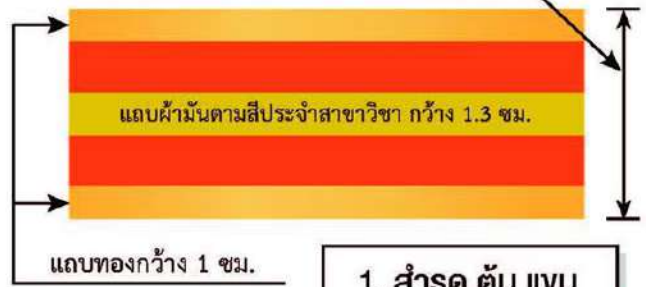 แถบผ้ามันตามสีประจำสาขาวิชา กว้าง 1.3 ซม.
แถบทองกว้าง 1 ซม.
1. สำรด ต้น แขน